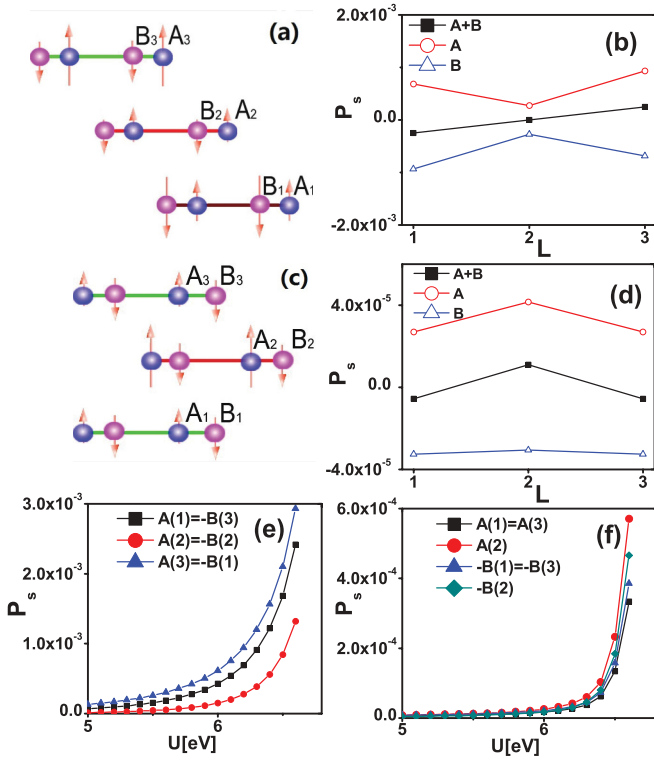 (a)
B3 A3
B2 A2
B1 A1
(b)
A+B
A
B
2.0x10-3
0.0
-2.0x10-3
Ps
1 2 3
L
(c)
A3 B3
A2 B2
A1 B1
(d)
A+B
A
B
4.0x10-5
0.0
-4.0x10-5
Ps
1 2 3
L
(e)
A(1)=-B(3)
A(2)=-B(2)
A(3)=-B(1)
3.0x10-3
1.0x10-3
0.0
Ps
5 6
U[eV]
(f)
A(1)=A(3)
A(2)
-B(1)=-B(3)
-B(2)
6.0x10-4
4.0x10-4
2.0x10-4
0.0
Ps
5 6
U[eV]